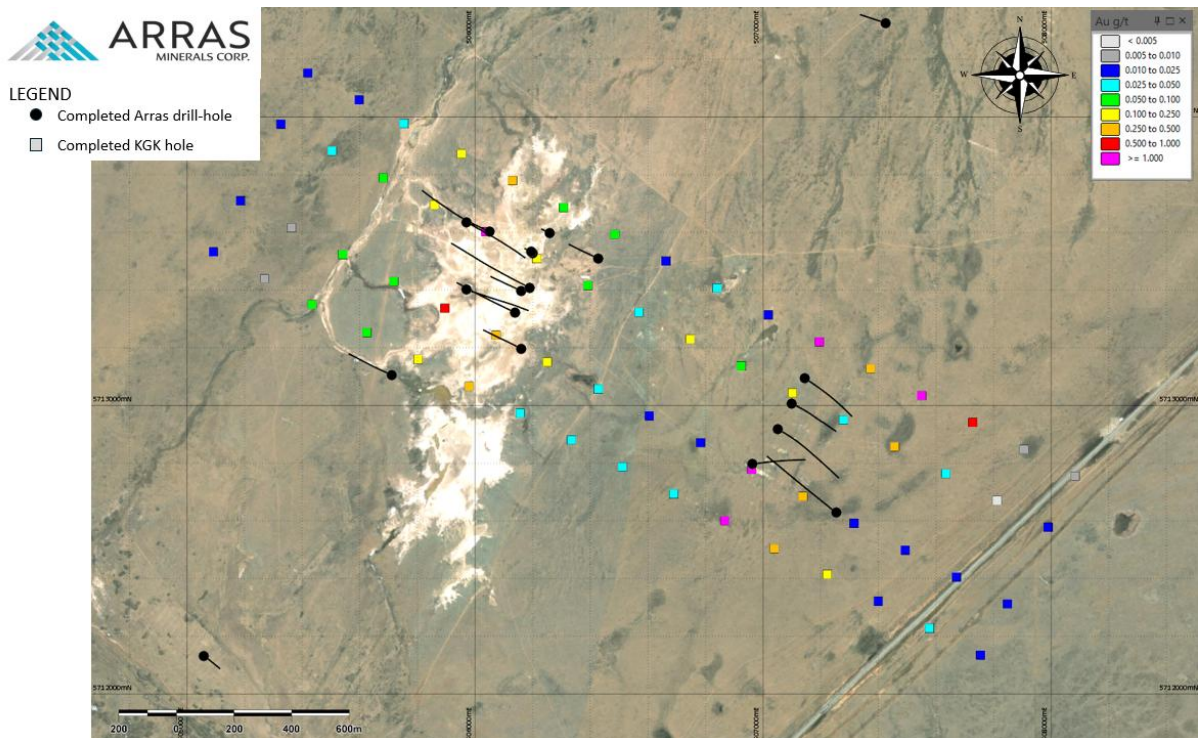 ARRAS
MINERALS CORP.
LEGEND
Completed Arras drill-hole
Completed KGK hole
N
W
E
S
Au g/t
< 0.005
0.005 to 0.010
0.010 to 0.025
0.025 to 0.050
0.050 to 0.100
0.100 to 0.250
0.250 to 0.500
0.500 to 1.000
>= 1.000
5713000mN
5713000mN
5712000mN
5712000mN
200
0
200
400
600m